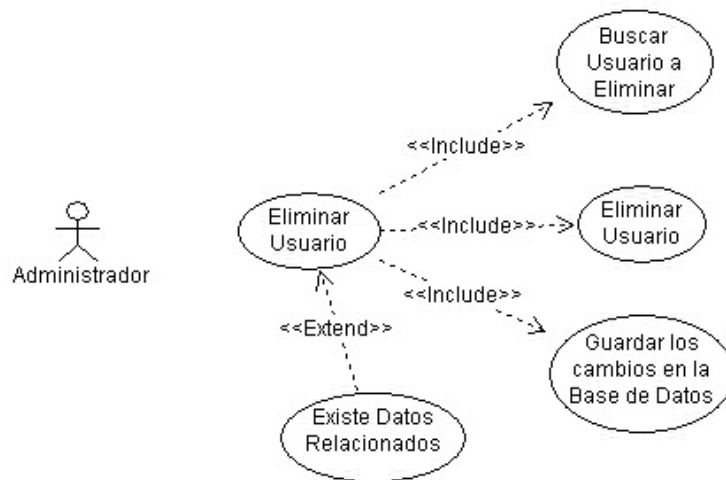 Buscar
Usuario a
Eliminar
<<Include>>
Eliminar
Usuario
<<Include>>
Eliminar
Usuario
Administrador
<<Include>>
<<Extend>>
Guardar los
cambios en la
Base de Datos
Existe Datos
Relacionados